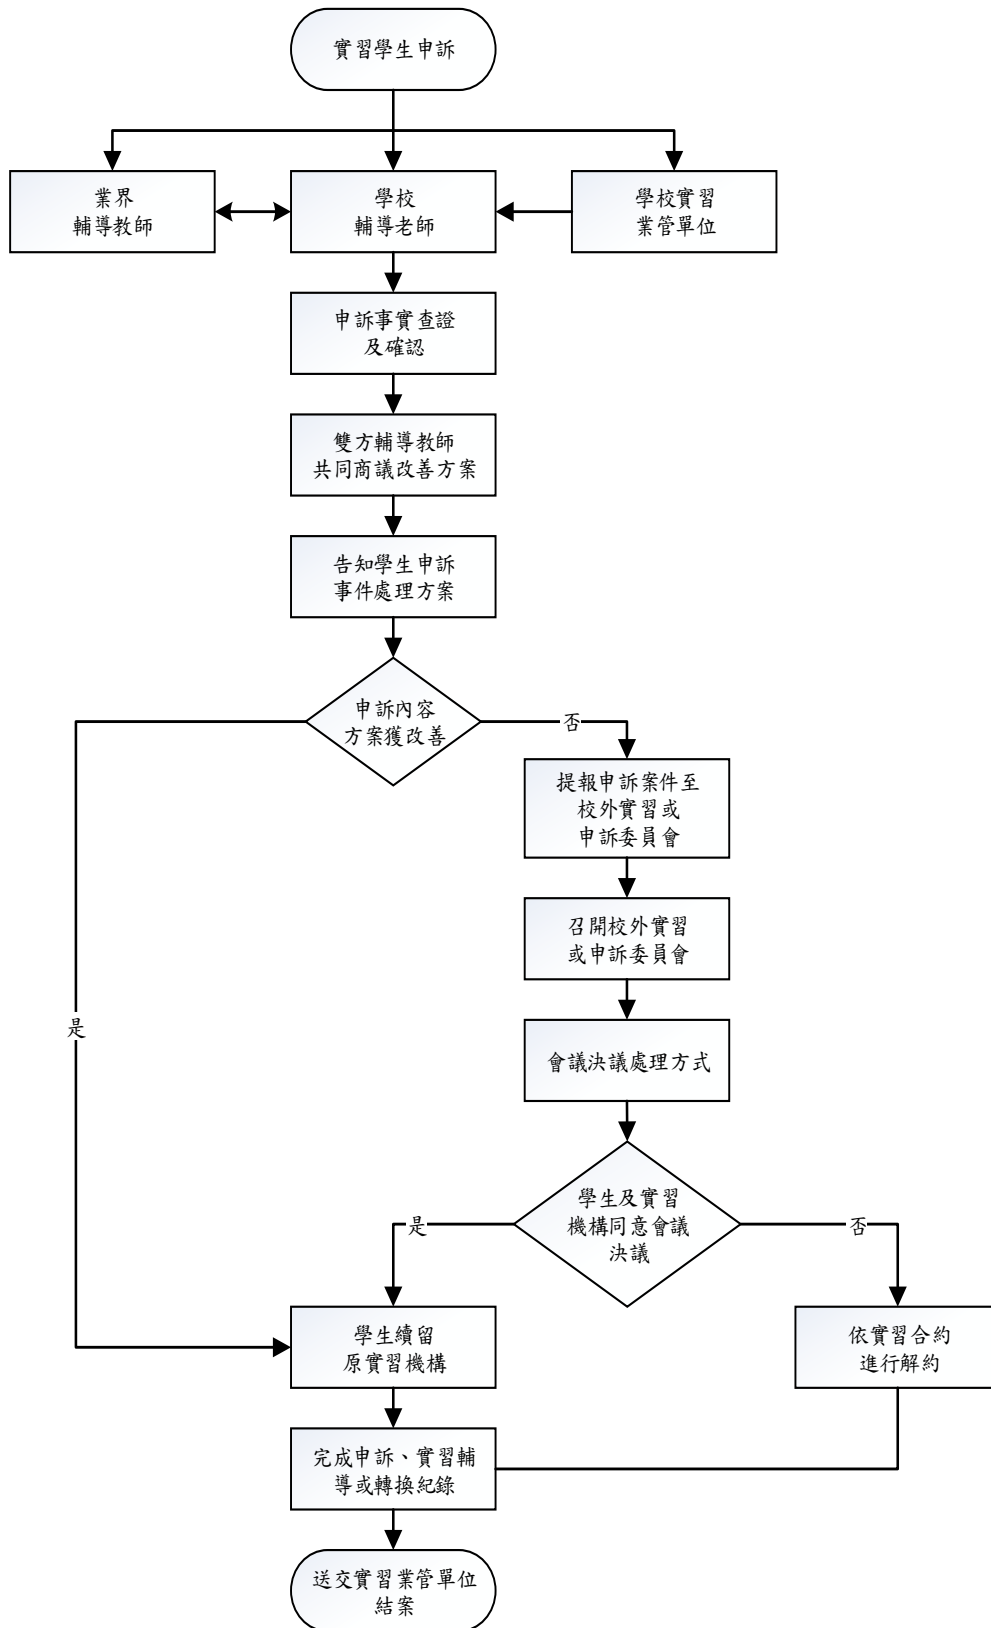 實習學生申訴
業界
輔導教師
學校
輔導老師
學校實習
業管單位
申訴事實查證
及確認
雙方輔導教師
共同商議改善方案
告知學生申訴
事件處理方案
申訴內容
方案獲改善
否
提報申訴案件至
校外實習或
申訴委員會
召開校外實習
或申訴委員會
是
會議決議處理方式
學生及實習
機構同意會議
決議
是
否
學生續留
原實習機構
依實習合約
進行解約
完成申訴、實習輔
導或轉換紀錄
送交實習業管單位
結案